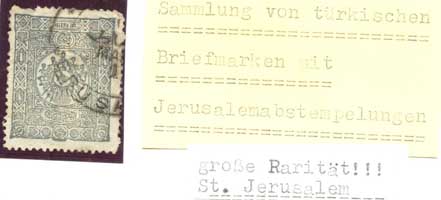 Sammlung von türkischen
Briefmarken mit
Jerusalemabstempelungen
große Rarität!!!
St. Jerusalem